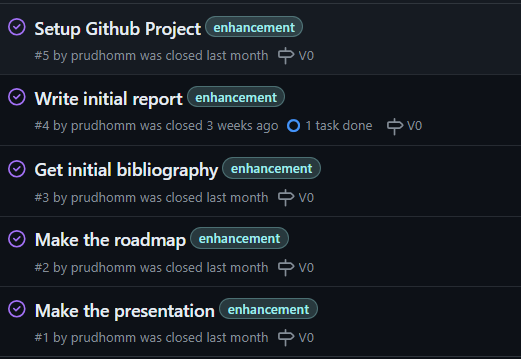 Setup Github Project enhancement
#5 by prudhomm was closed last month V0
Write initial report enhancement
#4 by prudhomm was closed 3 weeks ago 1 task done V0
Get initial bibliography enhancement
#3 by prudhomm was closed last month V0
Make the roadmap enhancement
#2 by prudhomm was closed last month V0
Make the presentation enhancement
#1 by prudhomm was closed last month V0